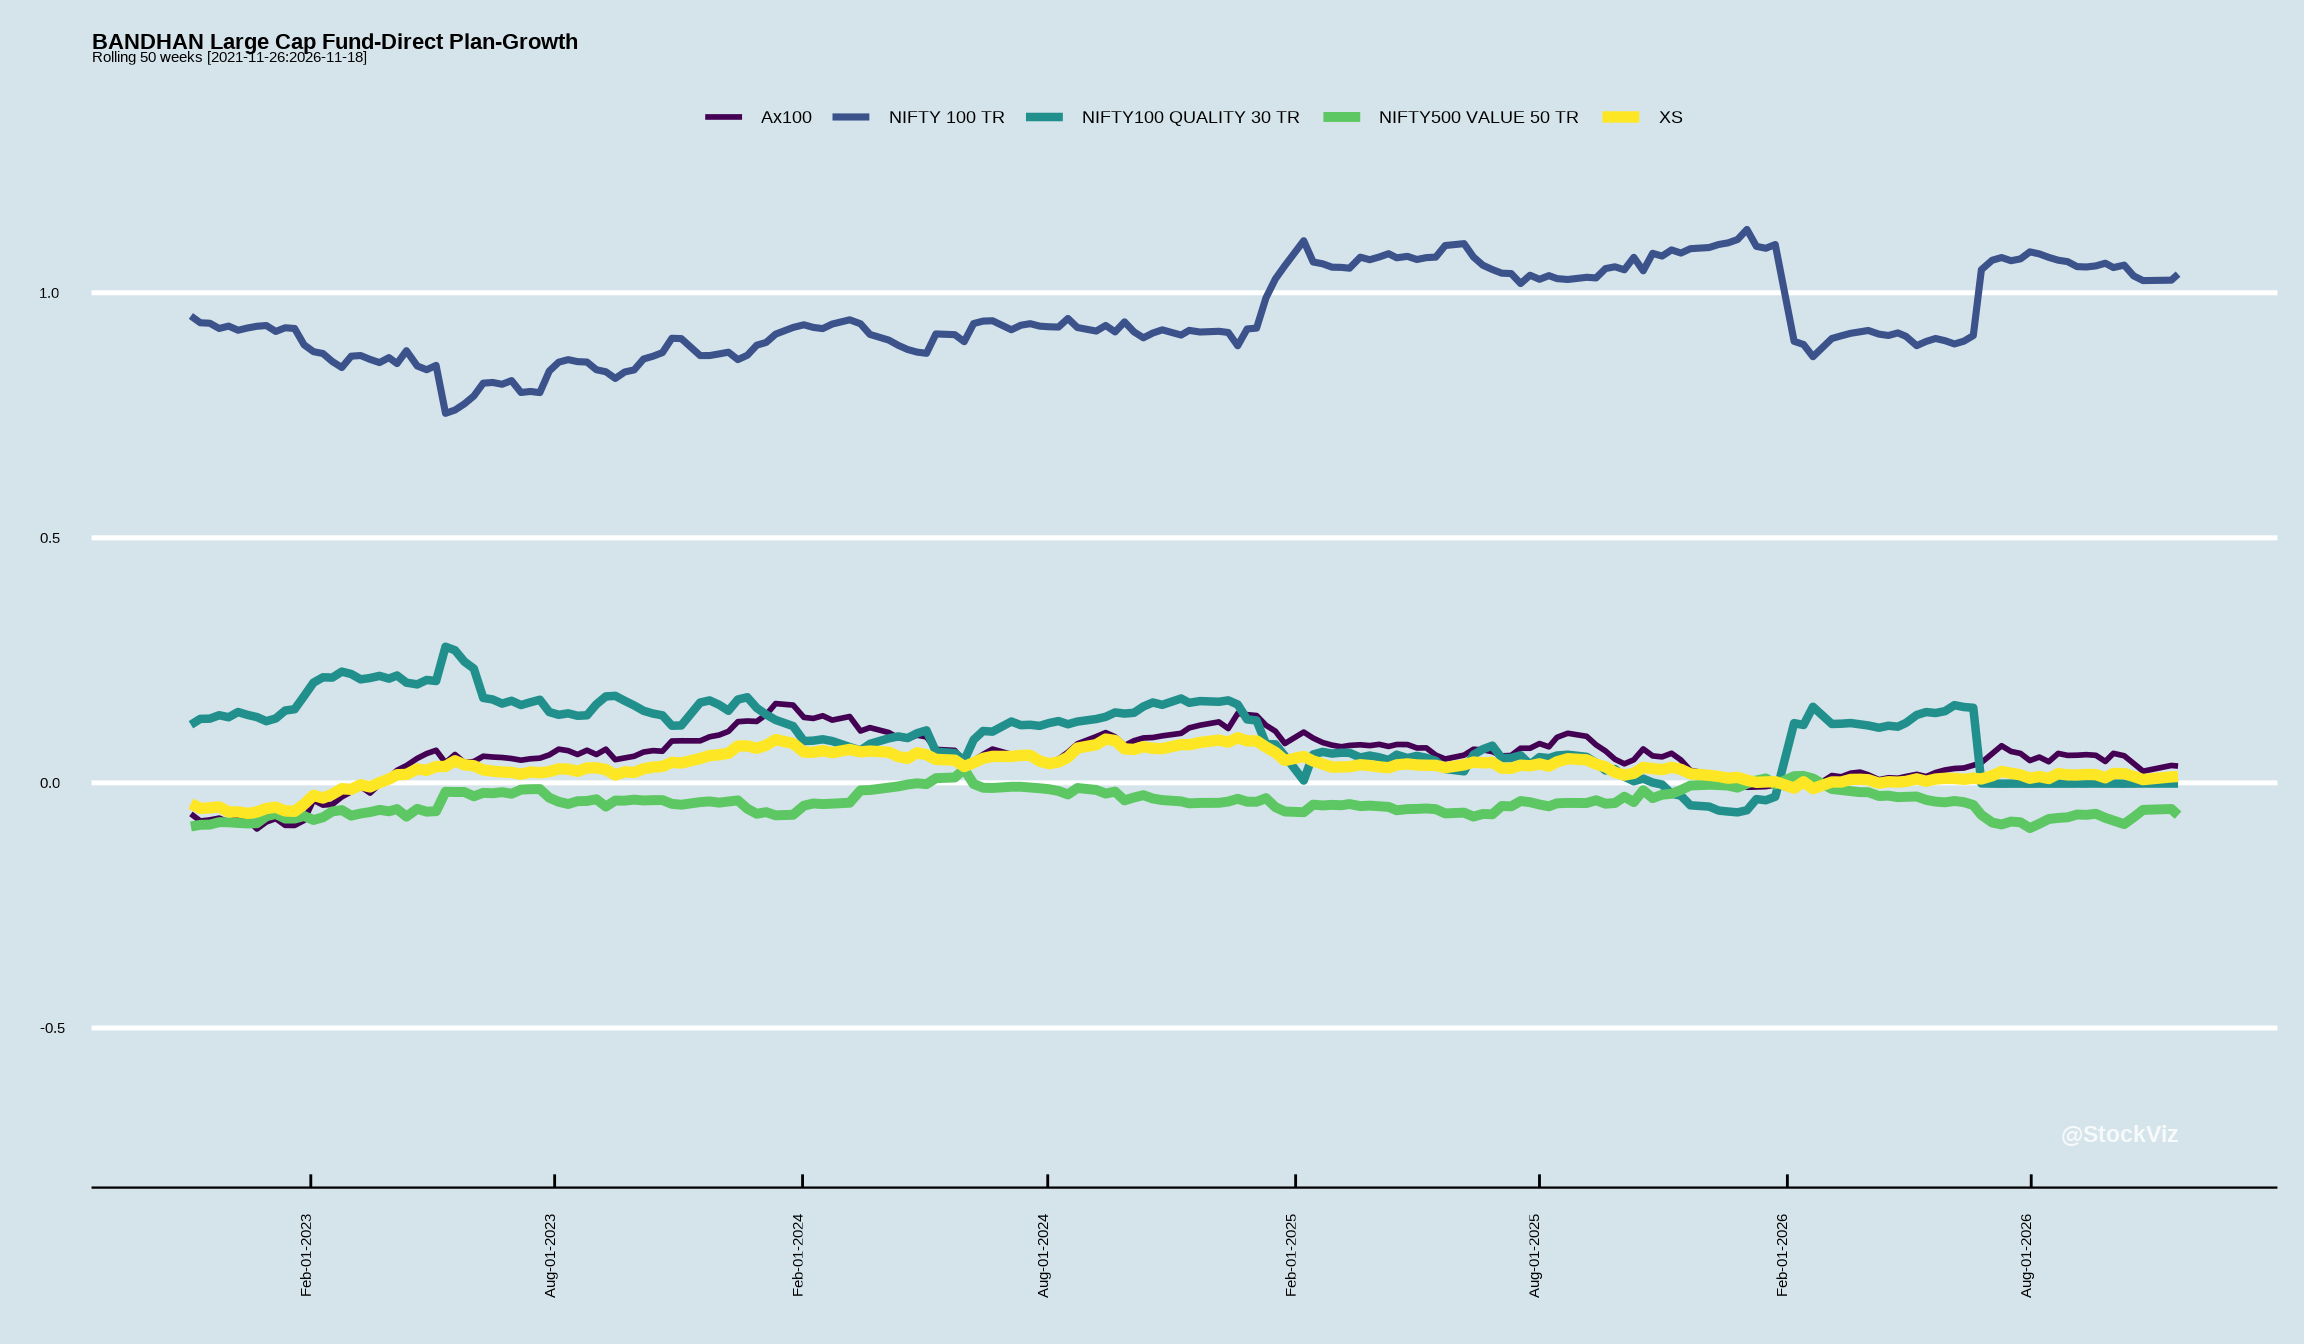 BANDHAN Large Cap Fund-Direct Plan-Growth
Rolling 50 weeks [2021-11-26:2026-11-18]
Ax100 NIFTY 100 TR NIFTY100 QUALITY 30 TR NIFTY500 VALUE 50 TR XS
1.0
0.5
0.0
-0.5
@StockViz
Feb-01-2023 Aug-01-2023 Feb-01-2024 Aug-01-2024 Feb-01-2025 Aug-01-2025 Feb-01-2026 Aug-01-2026